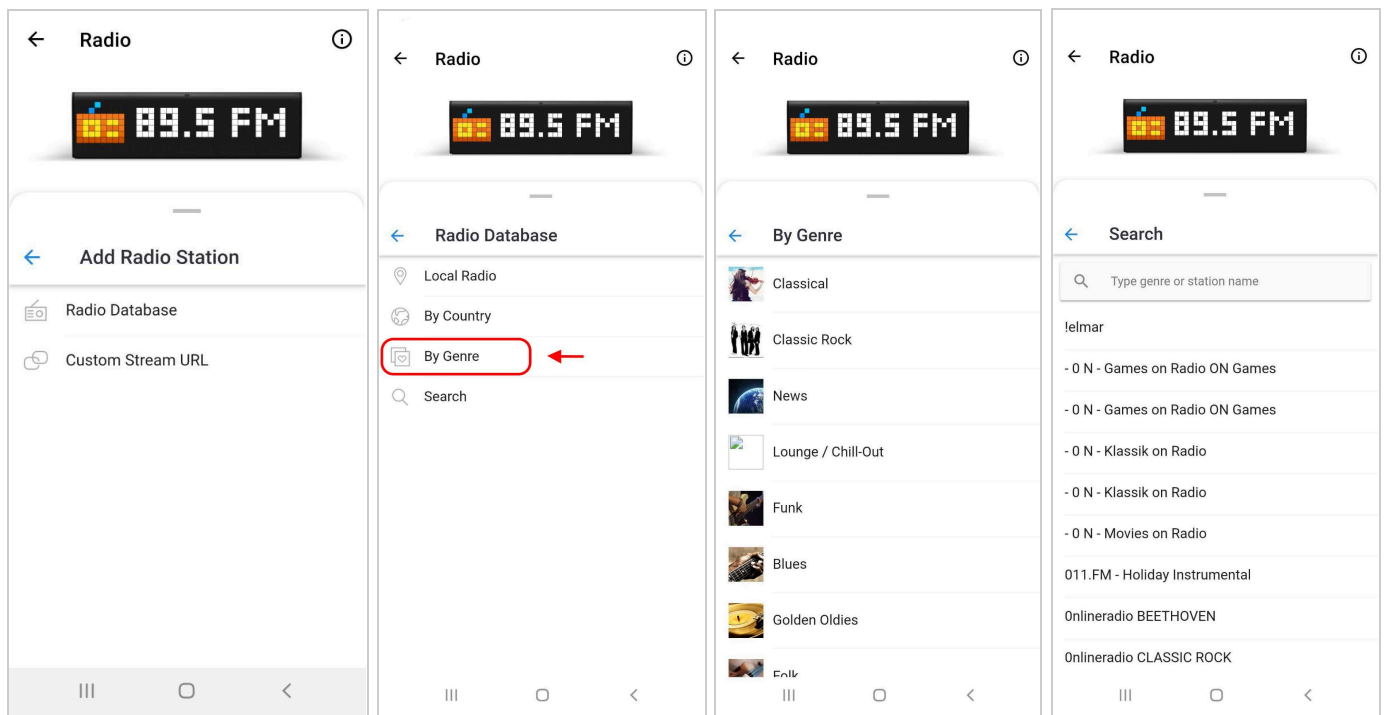 Radio
89.5 FM
Add Radio Station
Radio Database
Custom Stream URL
Radio
89.5 FM
Radio Database
Local Radio
By Country
By Genre
Search
Radio
89.5 FM
By Genre
Classical
Classic Rock
News
Lounge / Chill-Out
Funk
Blues
Golden Oldies
Folk
Radio
89.5 FM
Search
Type genre or station name
!elmar
- 0 N - Games on Radio ON Games
- 0 N - Games on Radio ON Games
- 0 N - Klassik on Radio
- 0 N - Klassik on Radio
- 0 N - Movies on Radio
011.FM - Holiday Instrumental
0nlineradio BEETHOVEN
0nlineradio CLASSIC ROCK